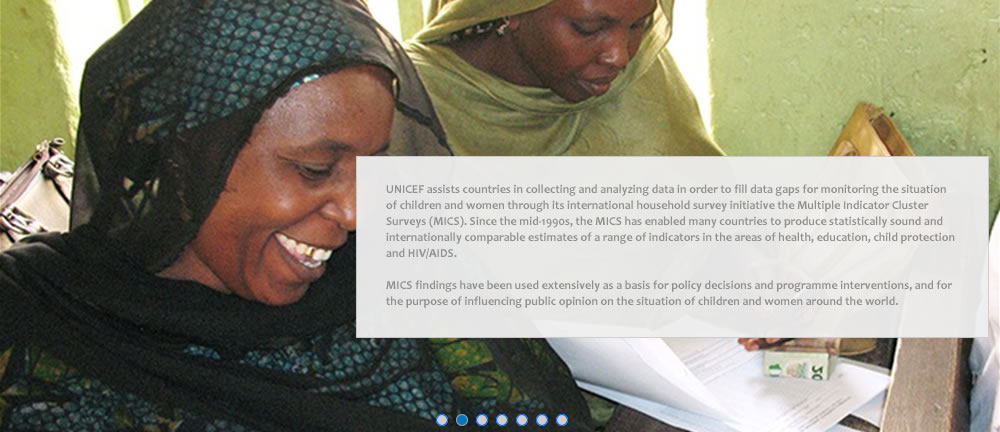 UNICEF assists countries in collecting and analyzing data in order to fill data gaps for monitoring the situation
of children and women through its international household survey initiative the Multiple Indicator Cluster
Surveys (MICS). Since the mid-1990s, the MICS has enabled many countries to produce statistically sound and
internationally comparable estimates of a range of indicators in the areas of health, education, child protection
and HIV/AIDS.
MICS findings have been used extensively as a basis for policy decisions and programme interventions, and for
the purpose of influencing public opinion on the situation of children and women around the world.